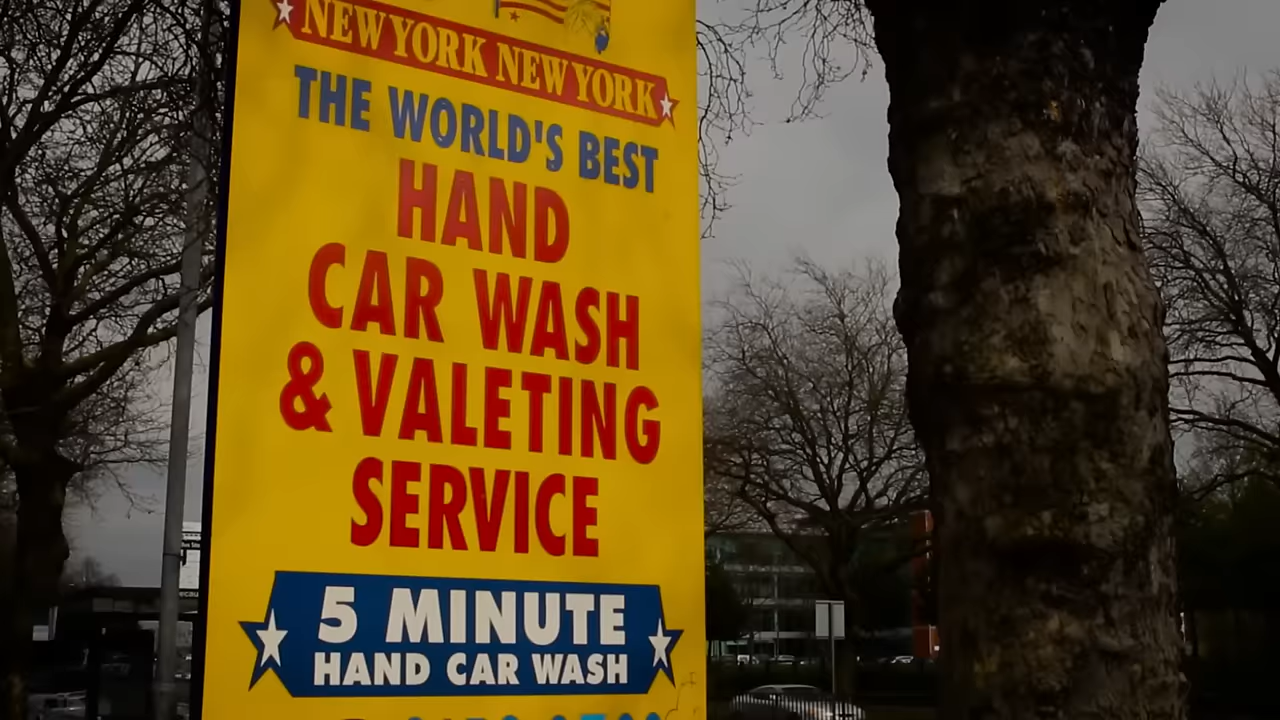 NEW YORK NEW YORK
THE WORLD'S BEST
HAND
CAR WASH
& VALETING
SERVICE
5 MINUTE
HAND CAR WASH